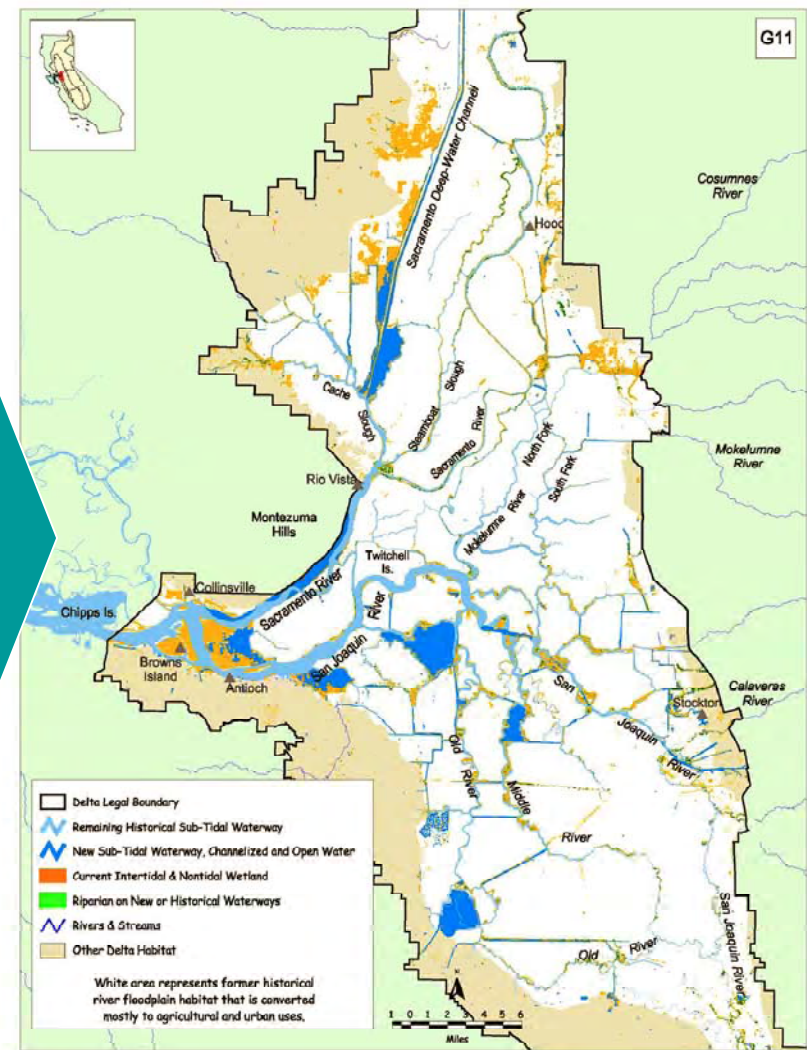 G11
Sacramento Deep-Water Channel
Cosumnes
River
Hood
Cache
Slough
Steamboat
Slough
Sacramento
River
North Fork
South Fork
Mokelumne
River
Rio Vista
Mokelumne River
Montezuma
Hills
Twitchell
Is.
Collinsville
Sacramento River
Chipps Is.
San Joaquin
River
Browns
Island
Antioch
San
Joaquin
River
Stockton
Calaveras
River
Old
River
Middle
River
Old
River
San Joaquin River
Delta Legal Boundary
Remaining Historical Sub-Tidal Waterway
New Sub-Tidal Waterway, Channelized and Open Water
Current Intertidal & Nontidal Wetland
Riparian on New or Historical Waterways
Rivers & Streams
Other Delta Habitat
White area represents former historical
river floodplain habitat that is converted
mostly to agricultural and urban uses.
1 0 1 2 3 4 5 6
Miles